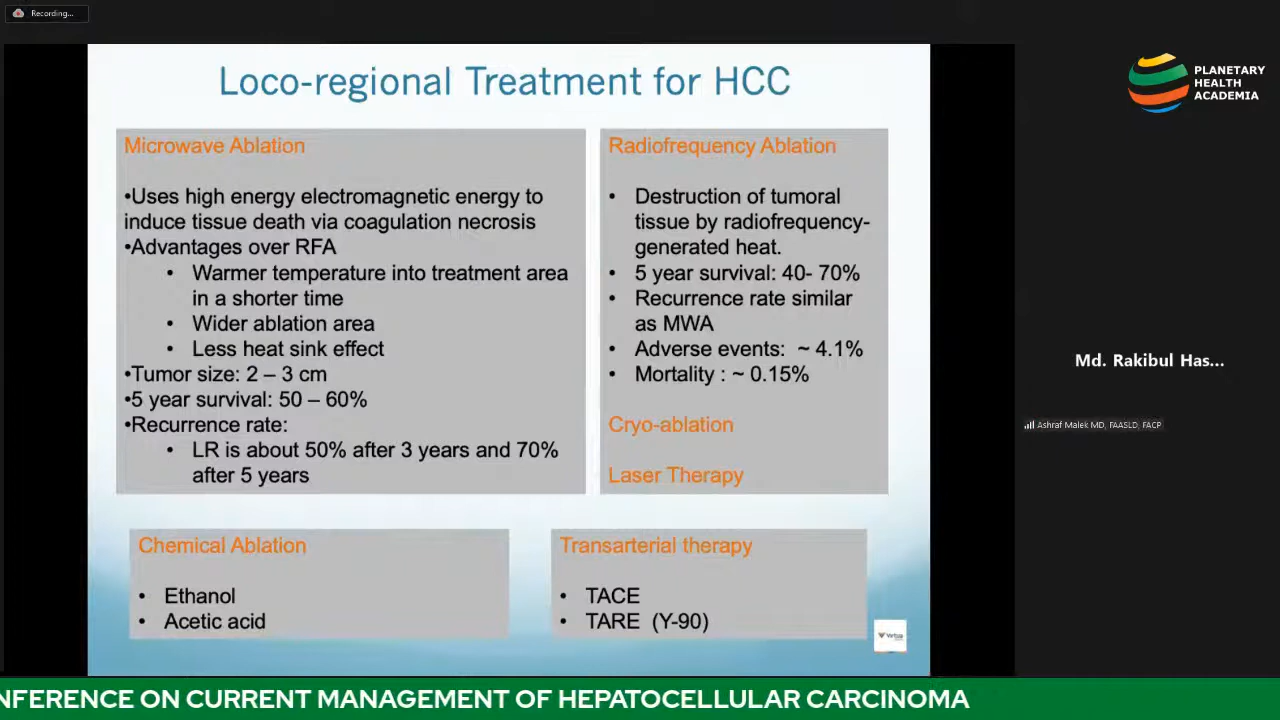 Recording...
PLANETARY
HEALTH
ACADEMIA
Loco-regional Treatment for HCC
Microwave Ablation
•Uses high energy electromagnetic energy to
induce tissue death via coagulation necrosis
•Advantages over RFA
• Warmer temperature into treatment area
in a shorter time
• Wider ablation area
• Less heat sink effect
•Tumor size: 2 – 3 cm
•5 year survival: 50 – 60%
•Recurrence rate:
• LR is about 50% after 3 years and 70%
after 5 years
Radiofrequency Ablation
• Destruction of tumoral
tissue by radiofrequency-
generated heat.
• 5 year survival: 40- 70%
• Recurrence rate similar
as MWA
• Adverse events: ~ 4.1%
• Mortality : ~ 0.15%
Cryo-ablation
Laser Therapy
Chemical Ablation
• Ethanol
• Acetic acid
Transarterial therapy
• TACE
• TARE (Y-90)
Md. Rakibul Has...
Ashraf Malek MD, FAASLD, FACP
NFERENCE ON CURRENT MANAGEMENT OF HEPATOCELLULAR CARCINOMA